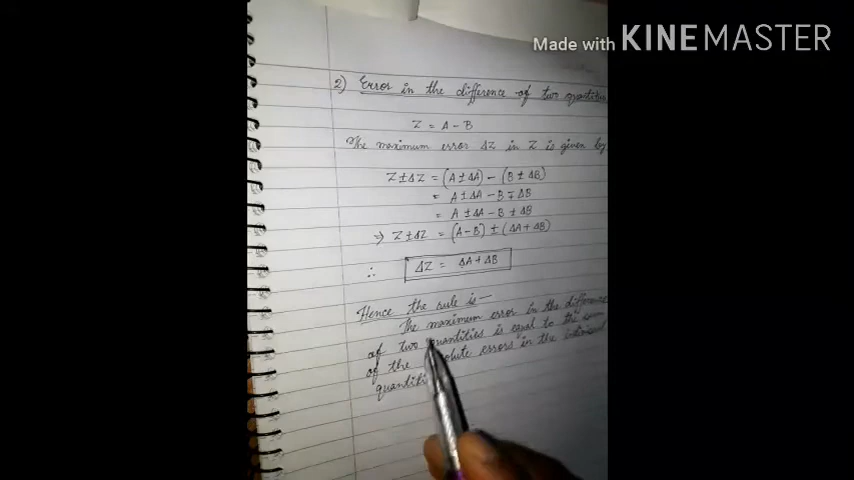 Made with KINEMASTER
2) Error in the difference of two quantities
Z = A - B
The maximum error ΔZ in Z is given by
Z ± ΔZ = (A ± ΔA) - (B ± ΔB)
= A ± ΔA - B ∓ ΔB
= A ± ΔA - B ± ΔB
⇒ Z ± ΔZ = (A - B) ± (ΔA + ΔB)
∴ ΔZ = ΔA + ΔB
Hence the rule is —
The maximum error in the difference
of two quantities is equal to the sum
of the errors in the